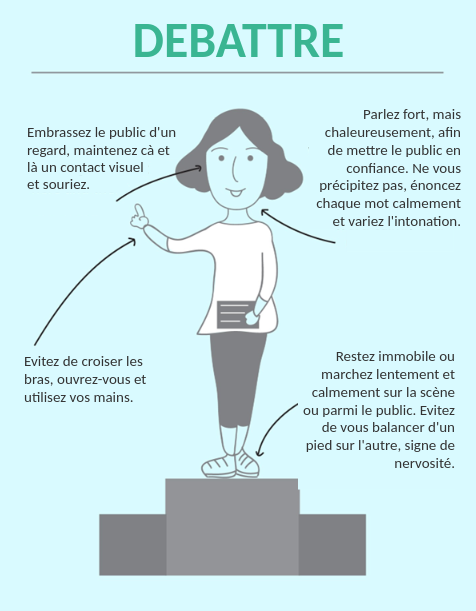 DEBATTRE
Embrassez le public d'un
regard, maintenez cà et
là un contact visuel
et souriez.
Parlez fort, mais
chaleureusement, afin
de mettre le public en
confiance. Ne vous
précipitez pas, énoncez
chaque mot calmement
et variez l'intonation.
Evitez de croiser les
bras, ouvrez-vous et
utilisez vos mains.
Restez immobile ou
marchez lentement et
calmement sur la scène
ou parmi le public. Evitez
de vous balancer d'un
pied sur l'autre, signe de
nervosité.